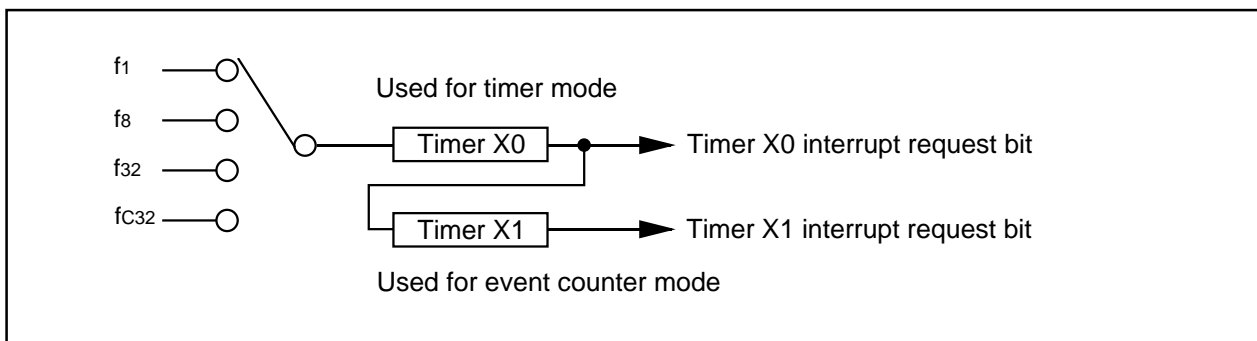 f1
f8
f32
fC32
Used for timer mode
Timer X0
Timer X0 interrupt request bit
Timer X1
Timer X1 interrupt request bit
Used for event counter mode